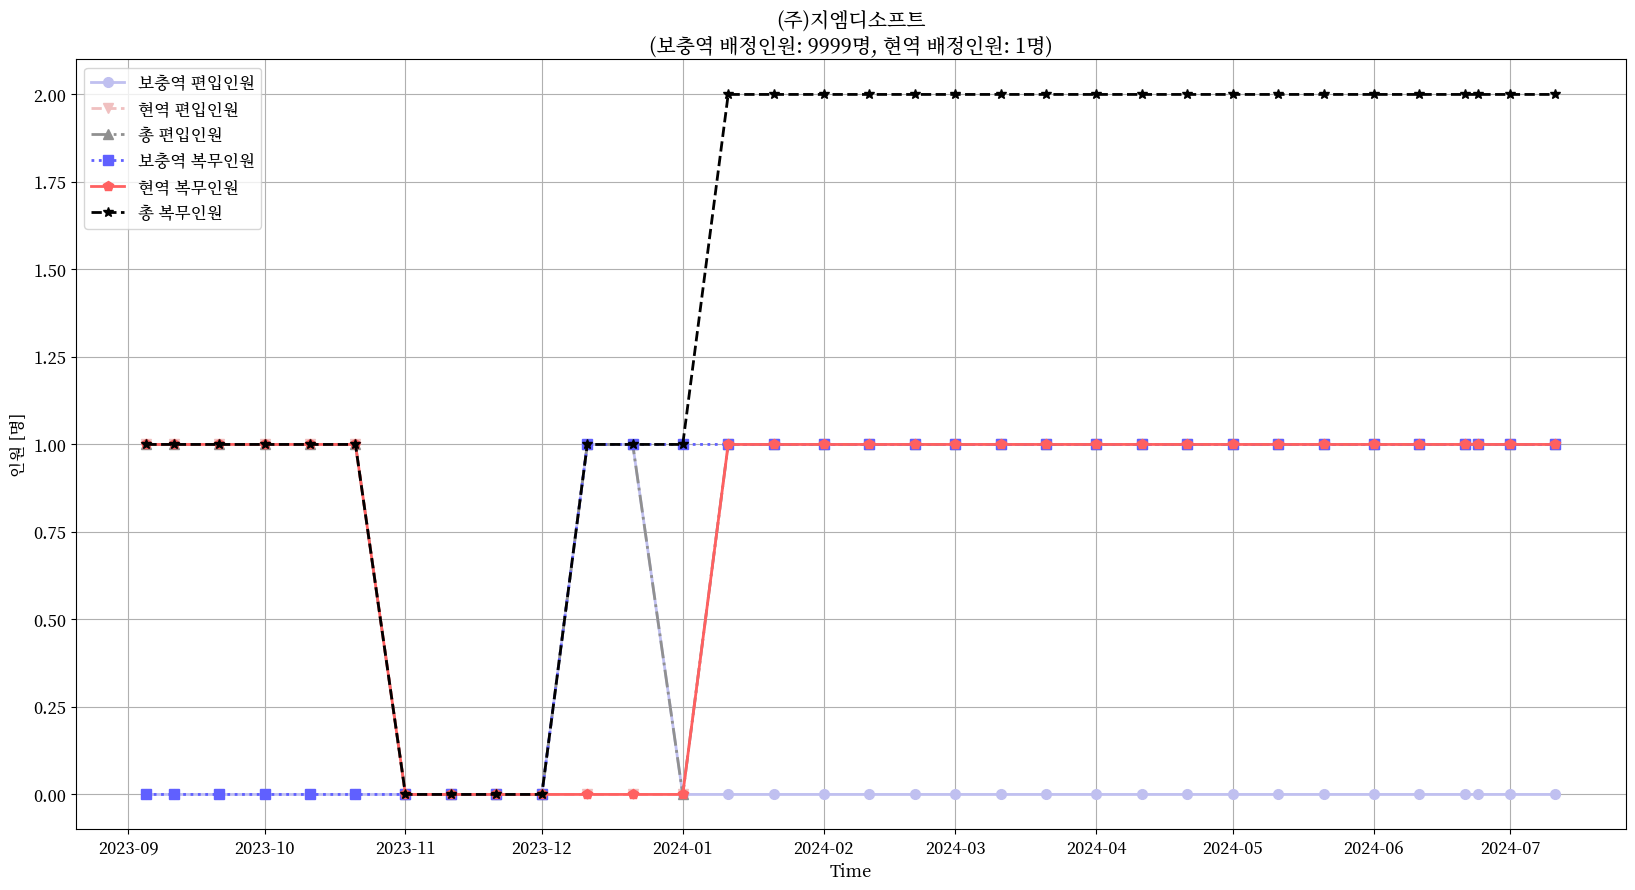 (주)지엠디소프트
(보충역 배정인원: 9999명, 현역 배정인원: 1명)
보충역 편입인원
현역 편입인원
총 편입인원
보충역 복무인원
현역 복무인원
총 복무인원
2.00
1.75
1.50
1.25
1.00
0.75
0.50
0.25
0.00
인원 [명]
2023-09
2023-10
2023-11
2023-12
2024-01
2024-02
2024-03
2024-04
2024-05
2024-06
2024-07
Time